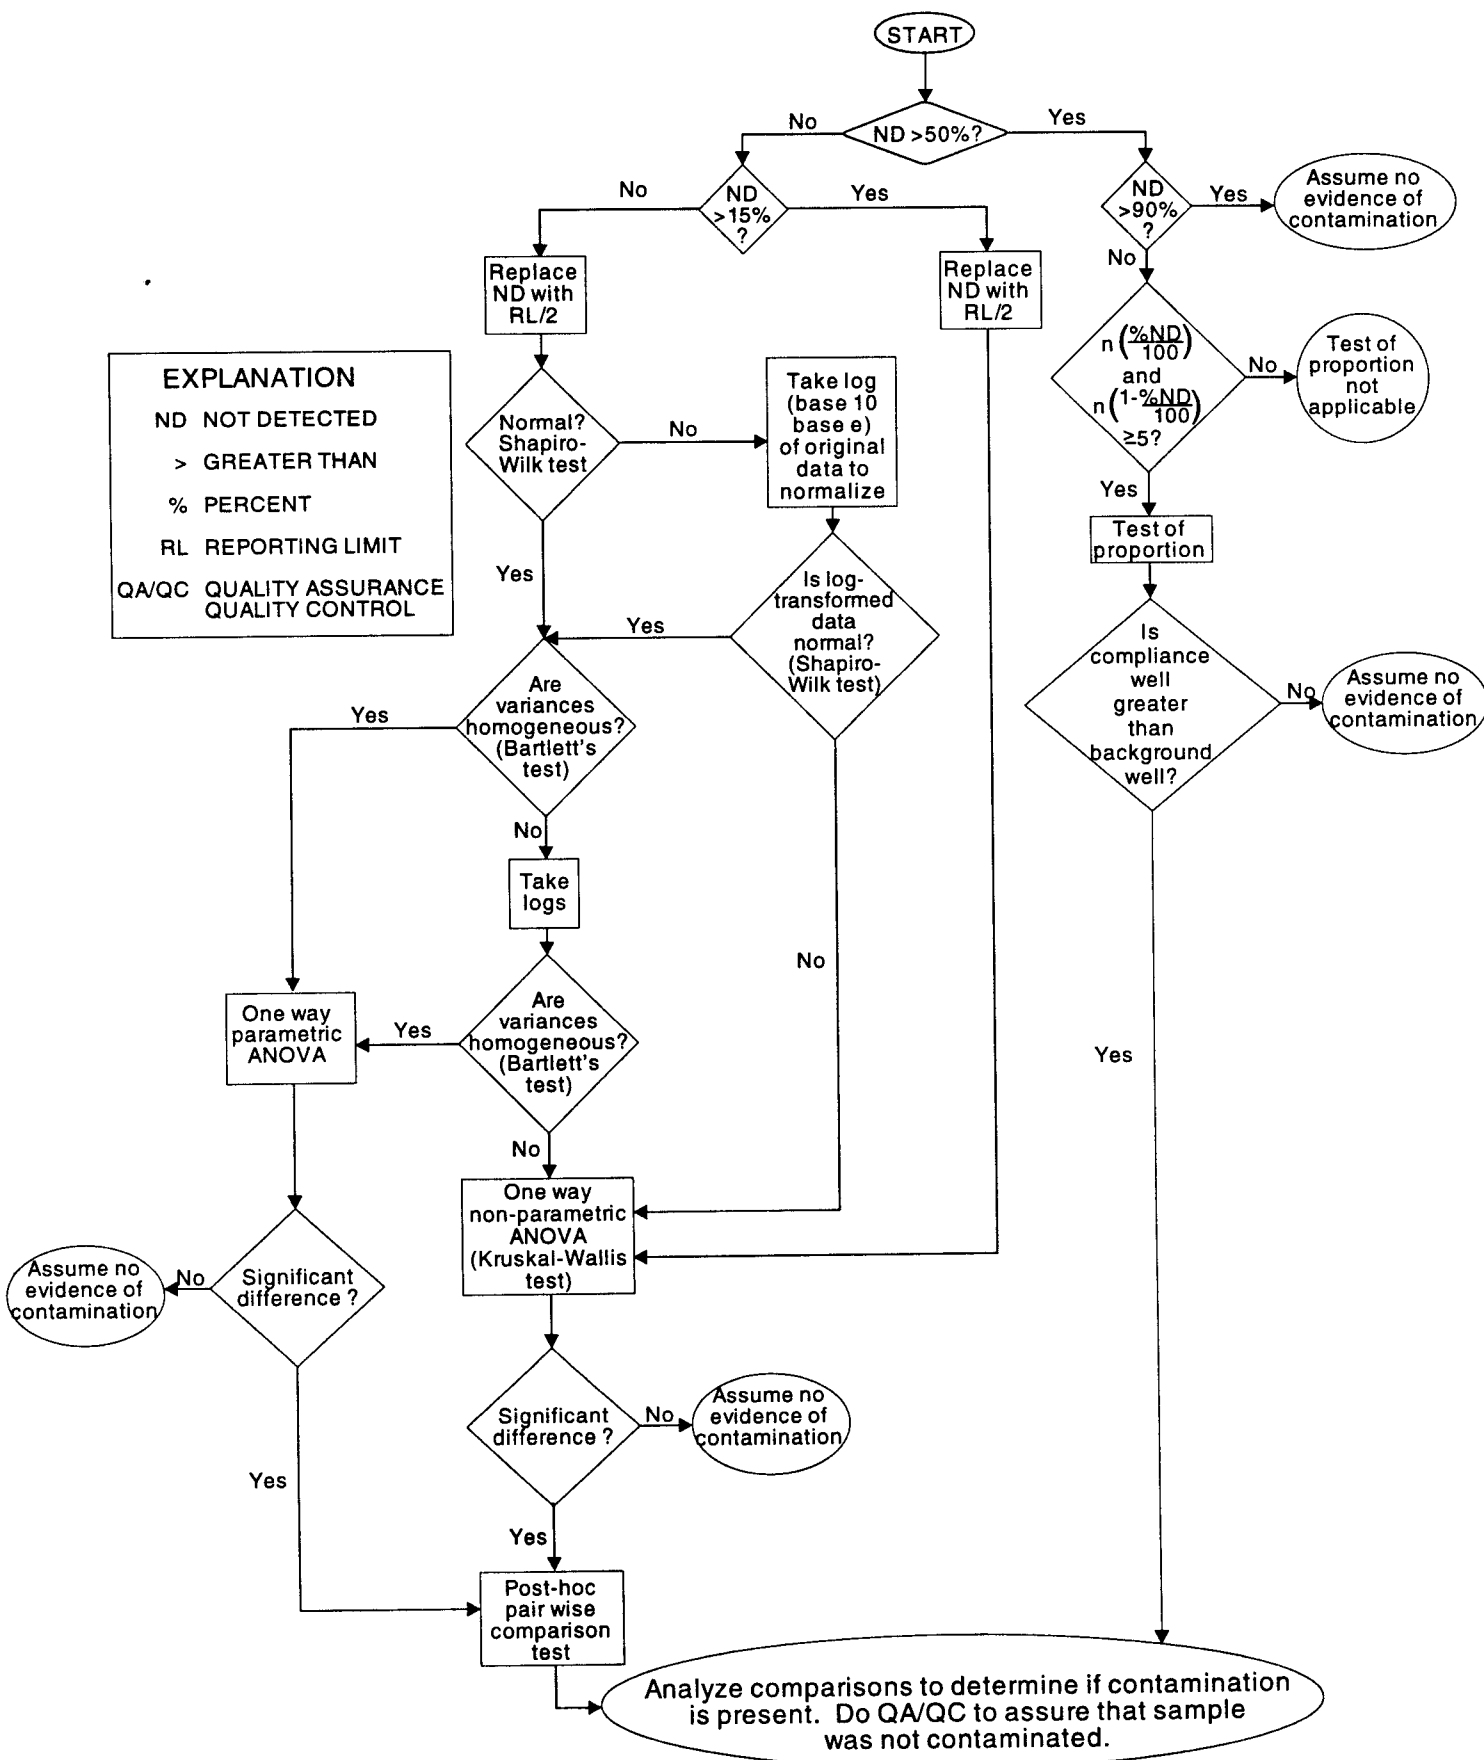 START
ND >50%?
No
Yes
ND
>15%
?
No
Yes
ND
>90%
?
Yes
Assume no
evidence of
contamination
No
Replace
ND with
RL/2
Replace
ND with
RL/2
n(%ND/100)
and
n(1-%ND/100)
≥5?
No
Test of
proportion
not
applicable
EXPLANATION
ND NOT DETECTED
> GREATER THAN
% PERCENT
RL REPORTING LIMIT
QA/QC QUALITY ASSURANCE
QUALITY CONTROL
Normal?
Shapiro-
Wilk test
No
Take log
(base 10
base e)
of original
data to
normalize
Yes
Test of
proportion
Yes
Is log-
transformed
data
normal?
(Shapiro-
Wilk test)
Yes
Is
compliance
well
greater
than
background
well?
No
Assume no
evidence of
contamination
Are
variances
homogeneous?
(Bartlett's
test)
Yes
No
Take
logs
No
Are
variances
homogeneous?
(Bartlett's
test)
Yes
One way
parametric
ANOVA
Yes
No
One way
non-parametric
ANOVA
(Kruskal-Wallis
test)
Significant
difference ?
No
Assume no
evidence of
contamination
Significant
difference ?
No
Assume no
evidence of
contamination
Yes
Yes
Post-hoc
pair wise
comparison
test
Analyze comparisons to determine if contamination
is present. Do QA/QC to assure that sample
was not contaminated.